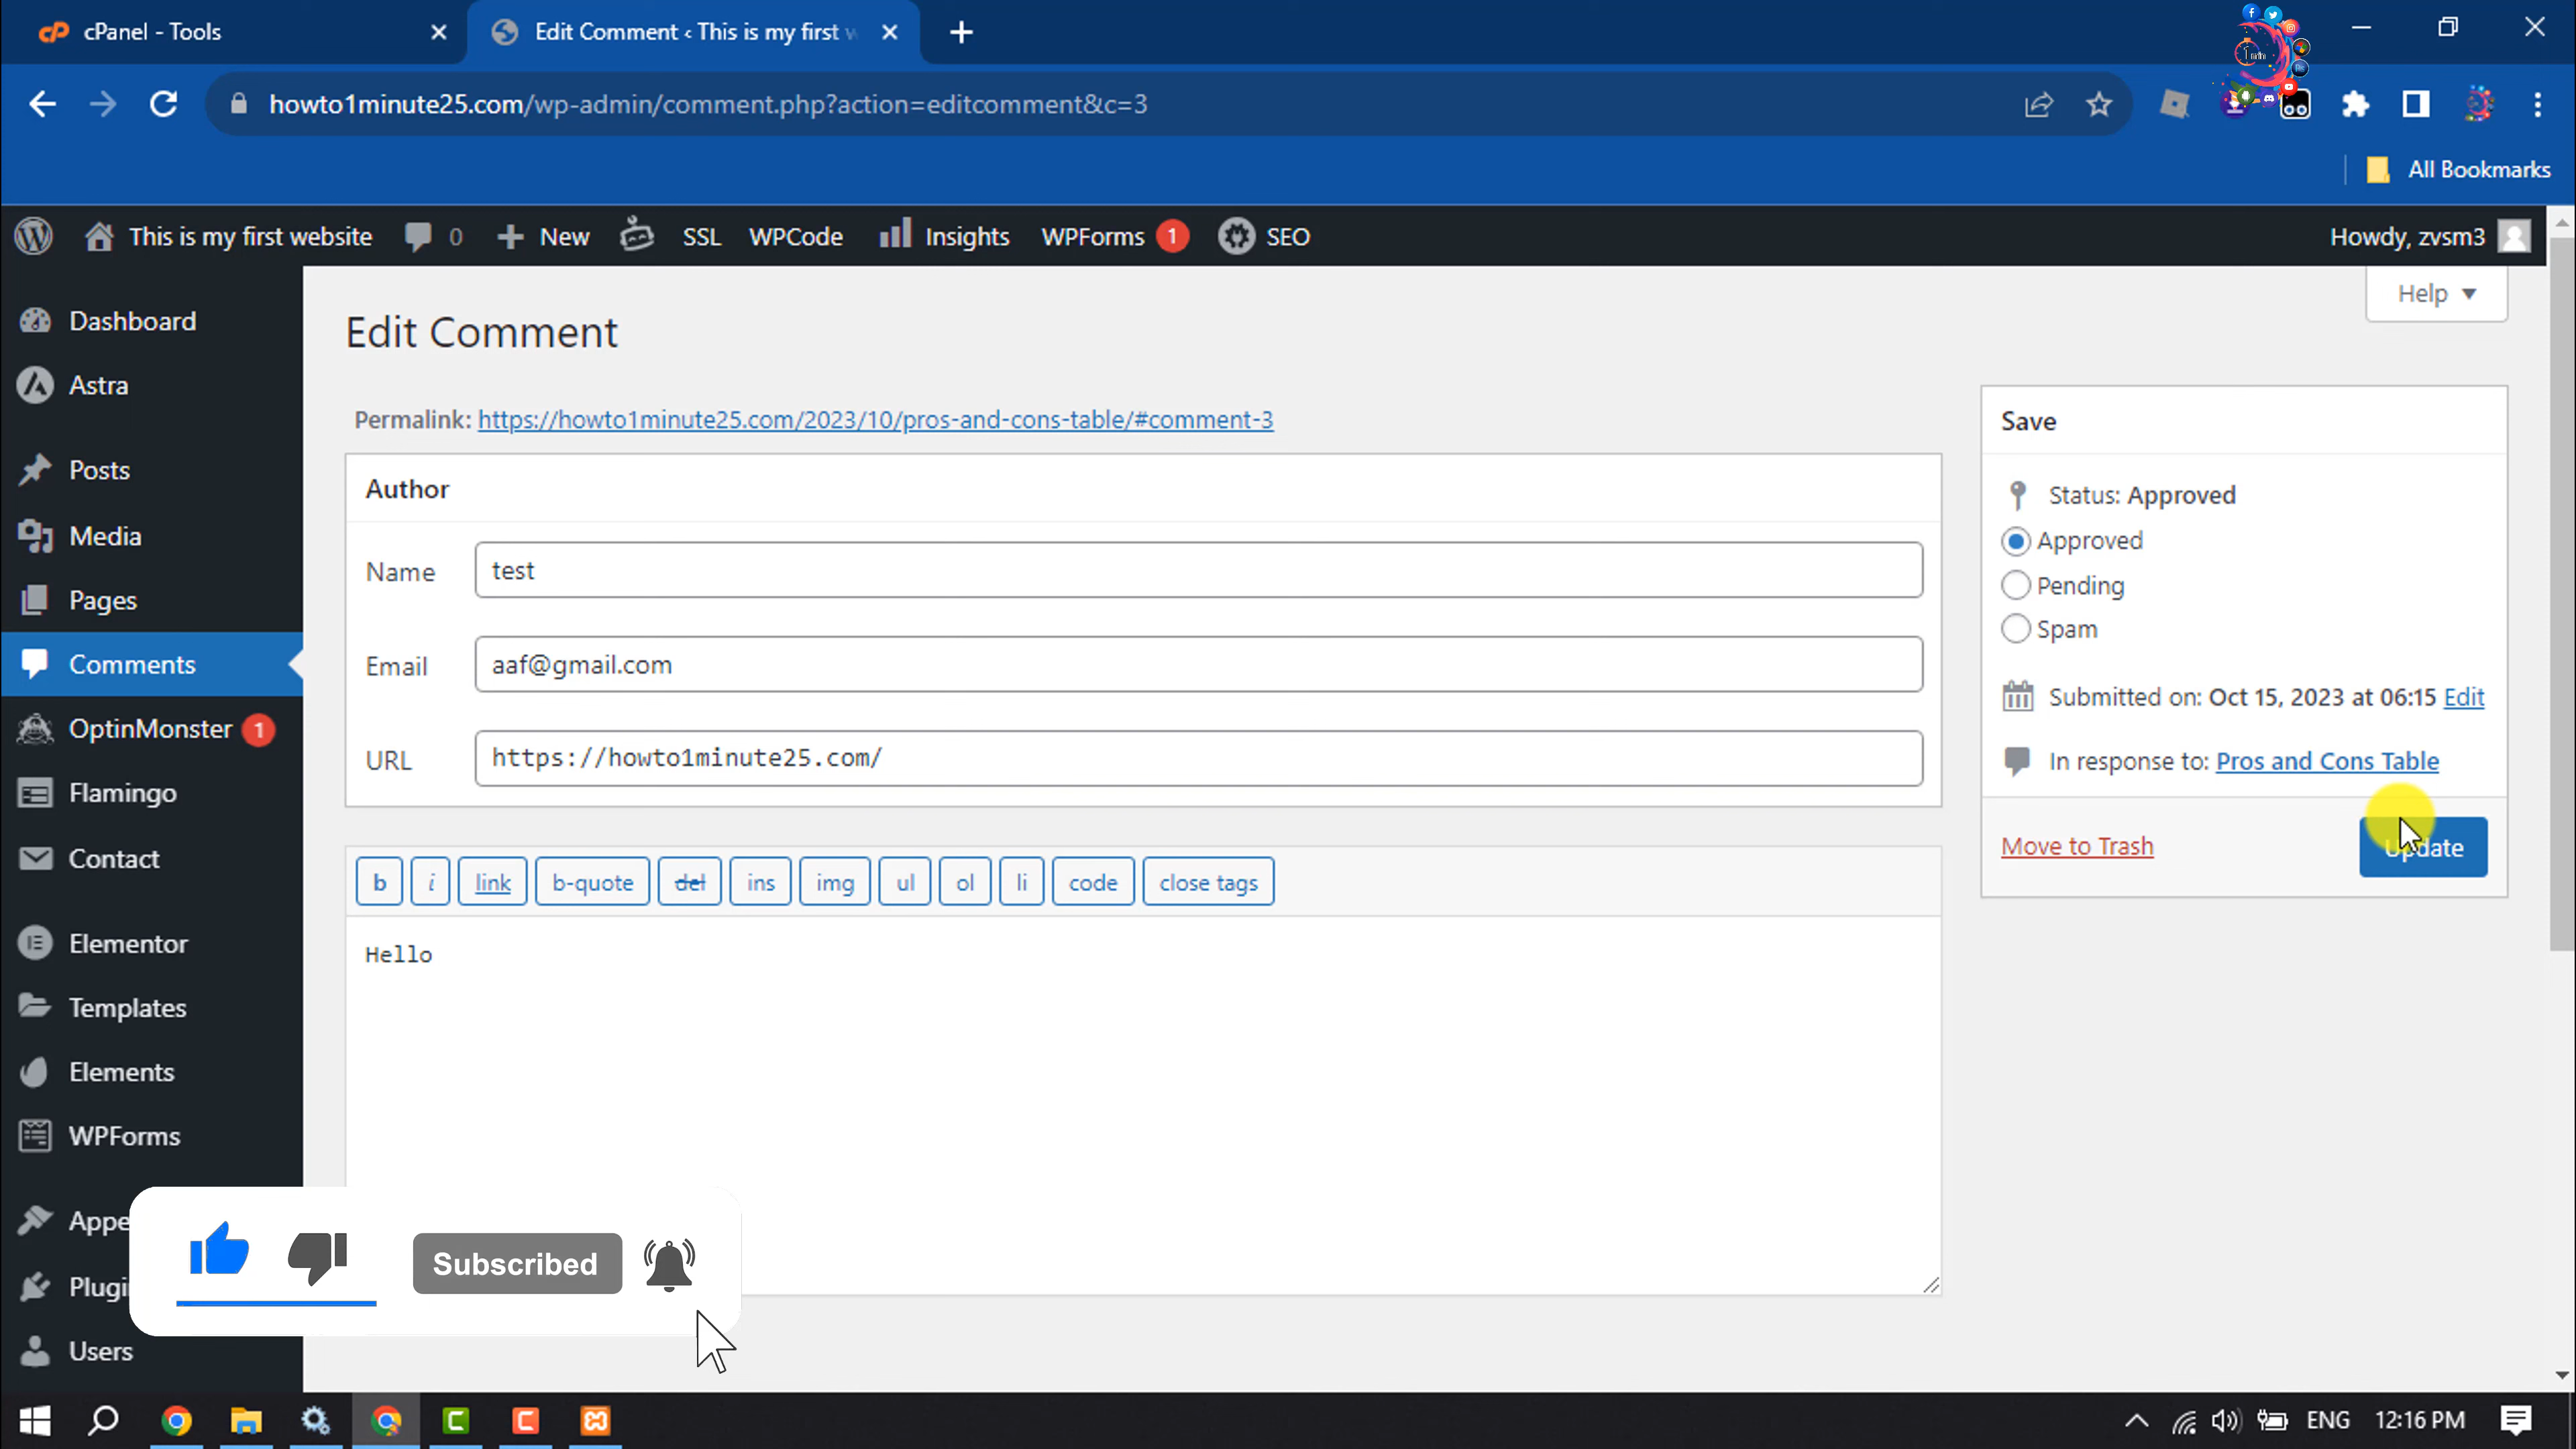 cPanel - Tools
Edit Comment ‹ This is my first w
howto1minute25.com/wp-admin/comment.php?action=editcomment&c=3
All Bookmarks
This is my first website 0 New SSL WPCode Insights WPForms 1 SEO Howdy, zvsm3
Help
Dashboard
Astra
Posts
Media
Pages
Comments
OptinMonster 1
Flamingo
Contact
Elementor
Templates
Elements
WPForms
Appe
Plugi
Users
Edit Comment
Permalink: https://howto1minute25.com/2023/10/pros-and-cons-table/#comment-3
Author
Name test
Email aaf@gmail.com
URL https://howto1minute25.com/
b i link b-quote del ins img ul ol li code close tags
Hello
Save
Status: Approved
Approved
Pending
Spam
Submitted on: Oct 15, 2023 at 06:15 Edit
In response to: Pros and Cons Table
Move to Trash Update
Subscribed
ENG 12:16 PM